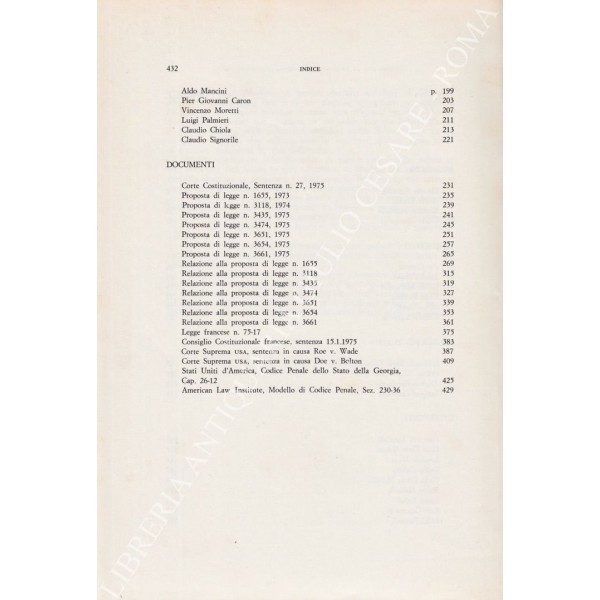 432 INDICE
Aldo Mancini p. 199
Pier Giovanni Caron 203
Vincenzo Moretti 207
Luigi Palmieri 211
Claudio Chiola 213
Claudio Signorile 221
DOCUMENTI
Corte Costituzionale, Sentenza n. 27, 1975 231
Proposta di legge n. 1655, 1973 235
Proposta di legge n. 3118, 1974 239
Proposta di legge n. 3435, 1975 241
Proposta di legge n. 3474, 1975 245
Proposta di legge n. 3651, 1975 251
Proposta di legge n. 3654, 1975 257
Proposta di legge n. 3661, 1975 265
Relazione alla proposta di legge n. 1655 269
Relazione alla proposta di legge n. 3118 315
Relazione alla proposta di legge n. 3435 319
Relazione alla proposta di legge n. 3474 327
Relazione alla proposta di legge n. 3651 339
Relazione alla proposta di legge n. 3654 353
Relazione alla proposta di legge n. 3661 361
Legge francese n. 75-17 375
Consiglio Costituzionale francese, sentenza 15.1.1975 383
Corte Suprema USA, sentenza in causa Roe v. Wade 387
Corte Suprema USA, sentenza in causa Doe v. Bolton 409
Stati Uniti d'America, Codice Penale dello Stato della Georgia,
Cap. 26-12 425
American Law Institute, Modello di Codice Penale, Sez. 230-36 429
LIBRERIA ANTIQUARIA GIULIO CESARE - ROMA